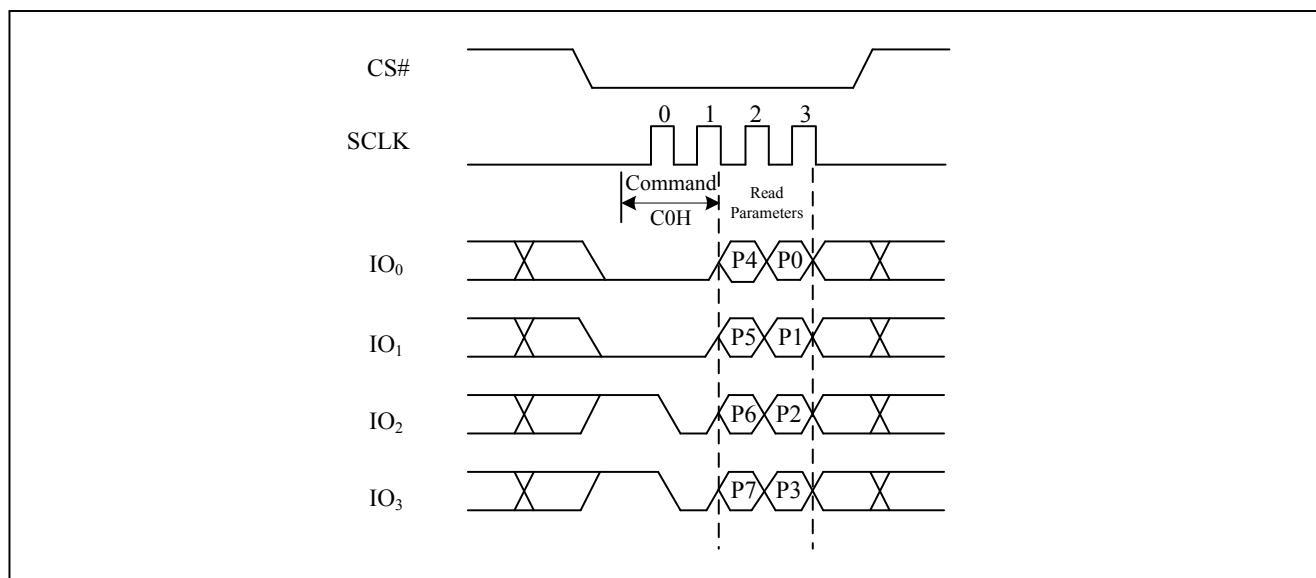 CS#
0 1 2 3
SCLK
Command
C0H
Read
Parameters
IO0 P4 P0
IO1 P5 P1
IO2 P6 P2
IO3 P7 P3